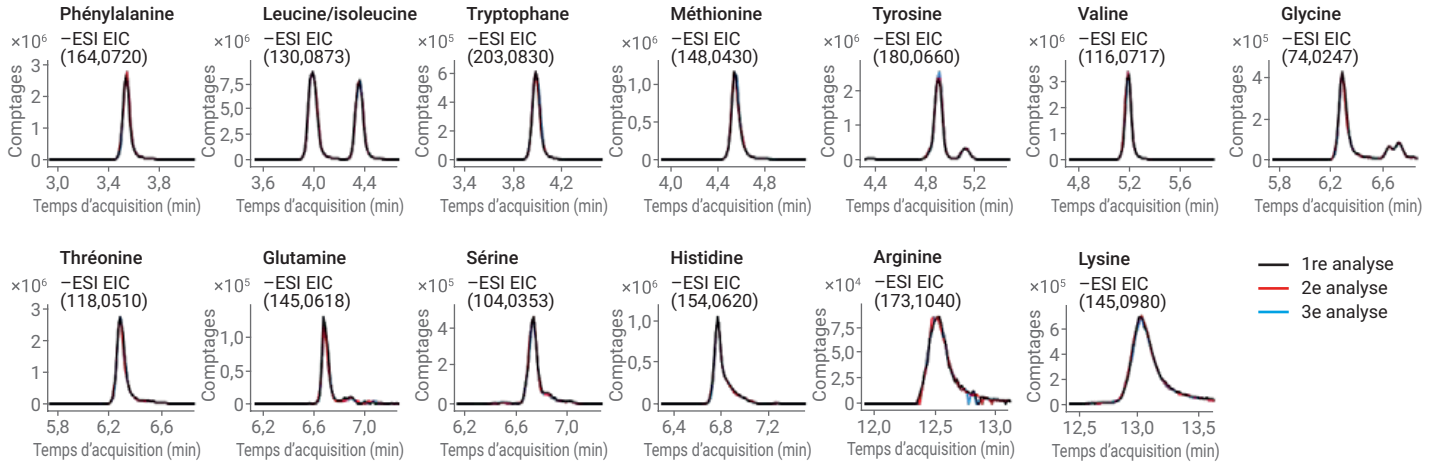 Phénylalanine
–ESI EIC
(164,0720)
×10⁶
Comptages
3
2
1
0
3,0 3,4 3,8
Temps d'acquisition (min)
Leucine/isoleucine
–ESI EIC
(130,0873)
×10⁶
Comptages
7,5
5,0
2,5
0
3,6 4,0 4,4
Temps d'acquisition (min)
Tryptophane
–ESI EIC
(203,0830)
×10⁵
Comptages
6
4
2
0
3,4 3,8 4,2
Temps d'acquisition (min)
Méthionine
–ESI EIC
(148,0430)
×10⁶
Comptages
1,0
0,5
0
4,0 4,4 4,8
Temps d'acquisition (min)
Tyrosine
–ESI EIC
(180,0660)
×10⁶
Comptages
2
1
0
4,4 4,8 5,2
Temps d'acquisition (min)
Valine
–ESI EIC
(116,0717)
×10⁶
Comptages
3
2
1
0
4,8 5,2 5,6
Temps d'acquisition (min)
Glycine
–ESI EIC
(74,0247)
×10⁵
Comptages
4
2
0
5,8 6,2 6,6
Temps d'acquisition (min)
Thréonine
–ESI EIC
(118,0510)
×10⁶
Comptages
3
2
1
0
5,8 6,2 6,6
Temps d'acquisition (min)
Glutamine
–ESI EIC
(145,0618)
×10⁵
Comptages
1,0
0,5
0
6,2 6,6 7,0
Temps d'acquisition (min)
Sérine
–ESI EIC
(104,0353)
×10⁵
Comptages
4
2
0
6,2 6,6 7,0
Temps d'acquisition (min)
Histidine
–ESI EIC
(154,0620)
×10⁶
Comptages
1,0
0,5
0
6,4 6,8 7,2
Temps d'acquisition (min)
Arginine
–ESI EIC
(173,1040)
×10⁴
Comptages
7,5
5,0
2,5
0
12,0 12,5 13,0
Temps d'acquisition (min)
Lysine
–ESI EIC
(145,0980)
×10⁵
Comptages
6
4
2
0
12,5 13,0 13,5
Temps d'acquisition (min)
1re analyse
2e analyse
3e analyse